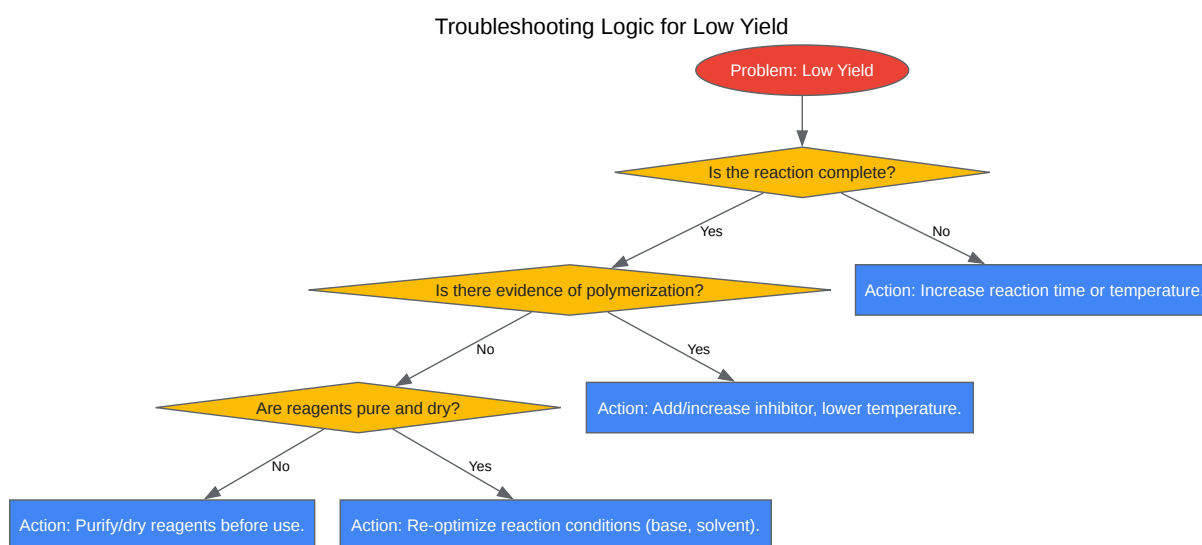 Troubleshooting Logic for Low Yield
Problem: Low Yield
Is the reaction complete?
Yes
No
Is there evidence of polymerization?
Action: Increase reaction time or temperature.
No
Yes
Are reagents pure and dry?
Action: Add/increase inhibitor, lower temperature.
No
Yes
Action: Purify/dry reagents before use.
Action: Re-optimize reaction conditions (base, solvent).